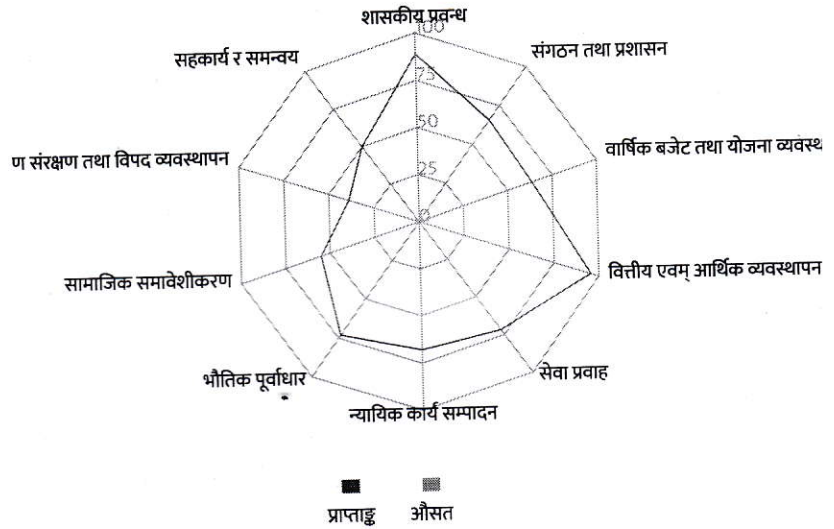 शासकीय प्रवन्ध
100
सहकार्य र समन्वय
संगठन तथा प्रशासन
75
50
ण संरक्षण तथा विपद व्यवस्थापन
वार्षिक बजेट तथा योजना व्यवस्थ
25
0
सामाजिक समावेशीकरण
वित्तीय एवम् आर्थिक व्यवस्थापन
भौतिक पूर्वाधार
सेवा प्रवाह
न्यायिक कार्य सम्पादन
प्राप्ताङ्क औसत